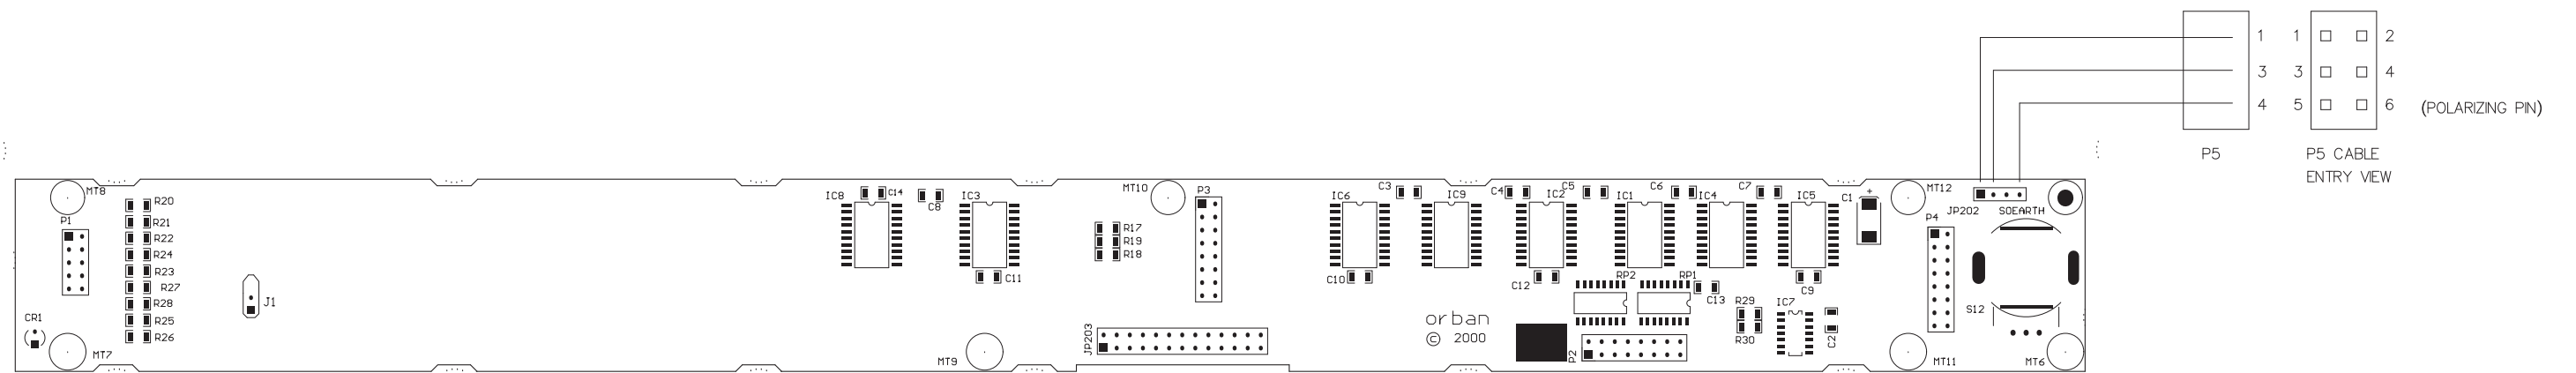 1 1 2
3 3 4
4 5 6 (POLARIZING PIN)
P5 P5 CABLE
ENTRY VIEW
MT8 R20 IC8 C14 C8 IC3 MT10 P3 IC6 C3 IC9 C4 IC2 C5 IC1 C6 IC4 C7 IC5 C1 + MT12
JP202 SOEARTH
P1 R21 P4
R22 R17
R24 R19
R23 R18
R27 C11 C10 C12 RP2 RP1 C13 C9
R28 J1 R29 IC7 S12
CR1 R25 orban
R26 © 2000 R30 C2
MT7 MT9 JP203 P2 MT11 MT6